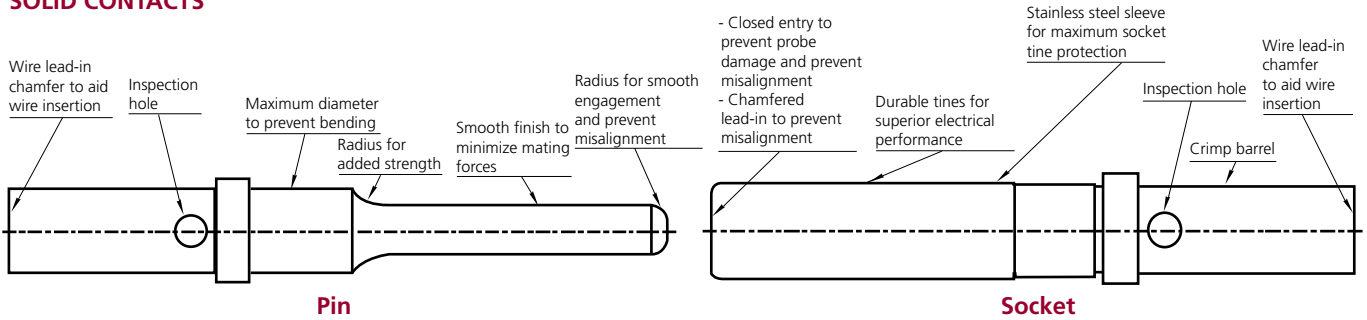 SOLID CONTACTS
Wire lead-in
chamfer to aid
wire insertion
Inspection
hole
Maximum diameter
to prevent bending
Radius for
added strength
Smooth finish to
minimize mating
forces
Radius for smooth
engagement
and prevent
misalignment
- Closed entry to
prevent probe
damage and prevent
misalignment
- Chamfered
lead-in to prevent
misalignment
Durable tines for
superior electrical
performance
Stainless steel sleeve
for maximum socket
tine protection
Inspection hole
Crimp barrel
Wire lead-in
chamfer
to aid wire
insertion
Pin
Socket